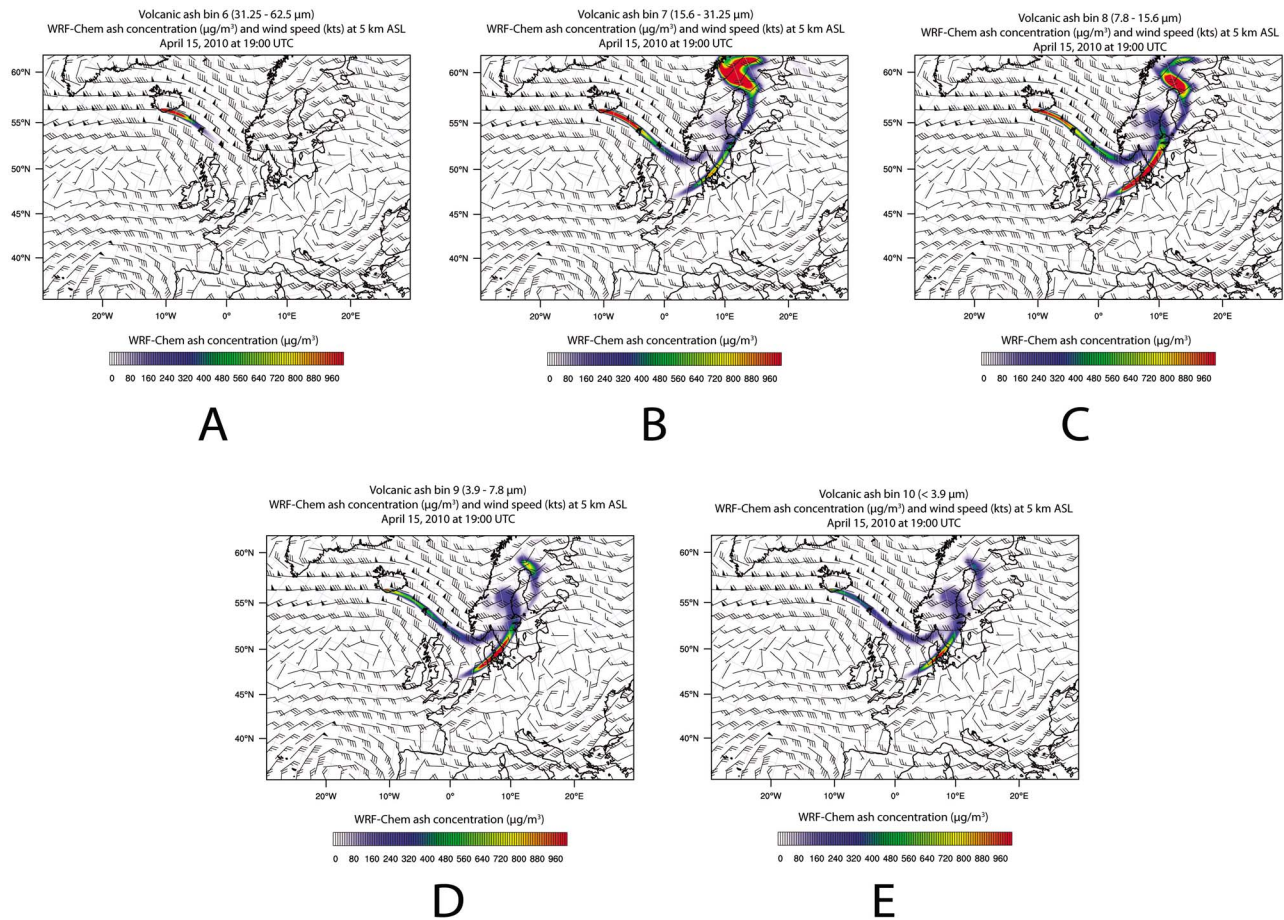 Volcanic ash bin 6 (31.25 - 62.5 μm)
WRF-Chem ash concentration (μg/m³) and wind speed (kts) at 5 km ASL
April 15, 2010 at 19:00 UTC
60°N
55°N
50°N
45°N
40°N
20°W 10°W 0° 10°E 20°E
WRF-Chem ash concentration (μg/m³)
0 80 160 240 320 400 480 560 640 720 800 880 960
A
Volcanic ash bin 7 (15.6 - 31.25 μm)
WRF-Chem ash concentration (μg/m³) and wind speed (kts) at 5 km ASL
April 15, 2010 at 19:00 UTC
60°N
55°N
50°N
45°N
40°N
20°W 10°W 0° 10°E 20°E
WRF-Chem ash concentration (μg/m³)
0 80 160 240 320 400 480 560 640 720 800 880 960
B
Volcanic ash bin 8 (7.8 - 15.6 μm)
WRF-Chem ash concentration (μg/m³) and wind speed (kts) at 5 km ASL
April 15, 2010 at 19:00 UTC
60°N
55°N
50°N
45°N
40°N
20°W 10°W 0° 10°E 20°E
WRF-Chem ash concentration (μg/m³)
0 80 160 240 320 400 480 560 640 720 800 880 960
C
Volcanic ash bin 9 (3.9 - 7.8 μm)
WRF-Chem ash concentration (μg/m³) and wind speed (kts) at 5 km ASL
April 15, 2010 at 19:00 UTC
60°N
55°N
50°N
45°N
40°N
20°W 10°W 0° 10°E 20°E
WRF-Chem ash concentration (μg/m³)
0 80 160 240 320 400 480 560 640 720 800 880 960
D
Volcanic ash bin 10 (< 3.9 μm)
WRF-Chem ash concentration (μg/m³) and wind speed (kts) at 5 km ASL
April 15, 2010 at 19:00 UTC
60°N
55°N
50°N
45°N
40°N
20°W 10°W 0° 10°E 20°E
WRF-Chem ash concentration (μg/m³)
0 80 160 240 320 400 480 560 640 720 800 880 960
E